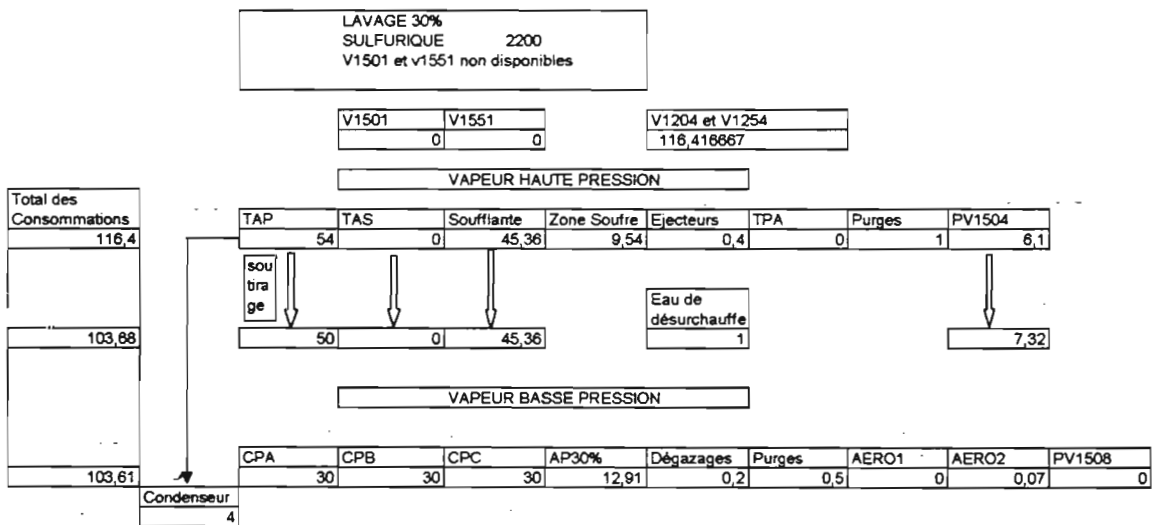 LAVAGE 30%
SULFURIQUE 2200
V1501 et v1551 non disponibles
V1501 V1551 V1204 et V1254
0 0 116,416667
VAPEUR HAUTE PRESSION
Total des
Consommations TAP TAS Soufflante Zone Soufre Ejecteurs TPA Purges PV1504
116,4 54 0 45,36 9,54 0,4 0 1 6,1
sou
tira
ge
Eau de
désurchauffe
103,68 50 0 45,36 1 7,32
VAPEUR BASSE PRESSION
CPA CPB CPC AP30% Dégazages Purges AERO1 AERO2 PV1508
103,61 30 30 30 12,91 0,2 0,5 0 0,07 0
Condenseur
4